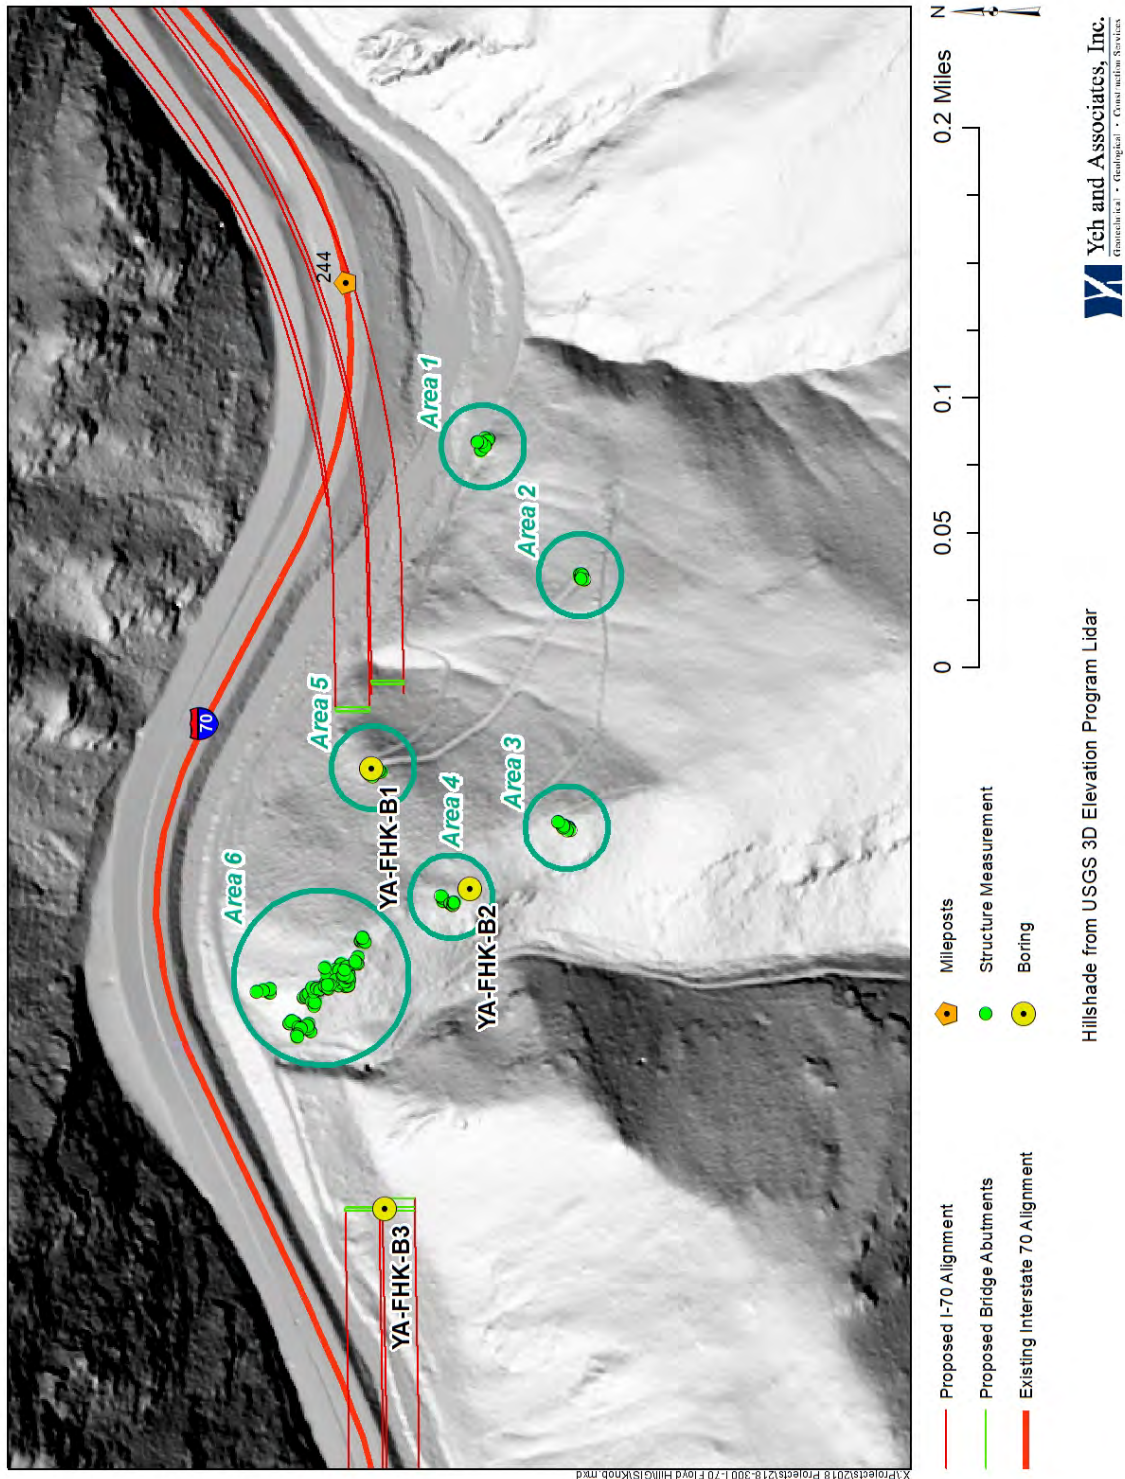 Area 6
Area 5
Area 4
Area 3
Area 2
Area 1
70
244
YA-FHK-B1
YA-FHK-B2
YA-FHK-B3
Proposed I-70 Alignment
Proposed Bridge Abutments
Existing Interstate 70 Alignment
Mileposts
Structure Measurement
Boring
0 0.05 0.1 0.2 Miles
N
Hillshade from USGS 3D Elevation Program Lidar
Yeh and Associates, Inc.
Geotechnical • Geological • Construction Services
X:\Projects\2018 Projects\218-300 I-70 Floyd Hill\GIS\Knob.mxd